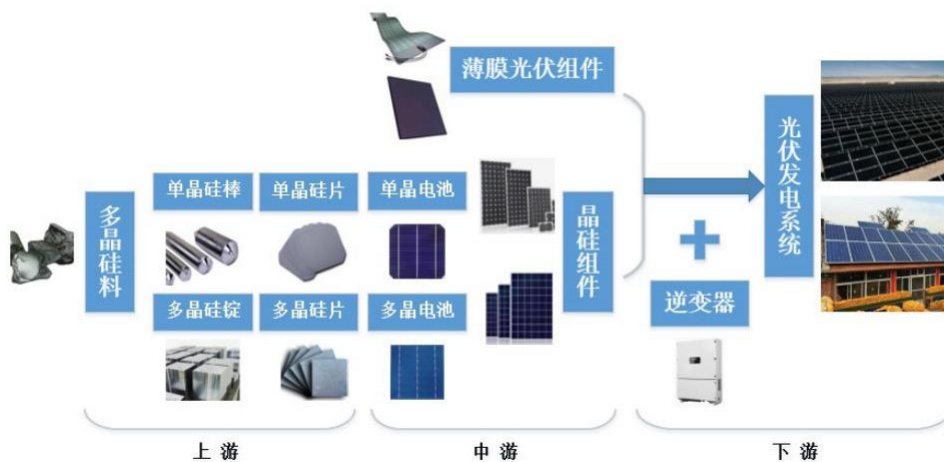 薄膜光伏组件
光伏发电系统
多晶硅料
单晶硅棒
单晶硅片
单晶电池
晶硅组件
多晶硅锭
多晶硅片
多晶电池
逆变器
上 游
中 游
下 游